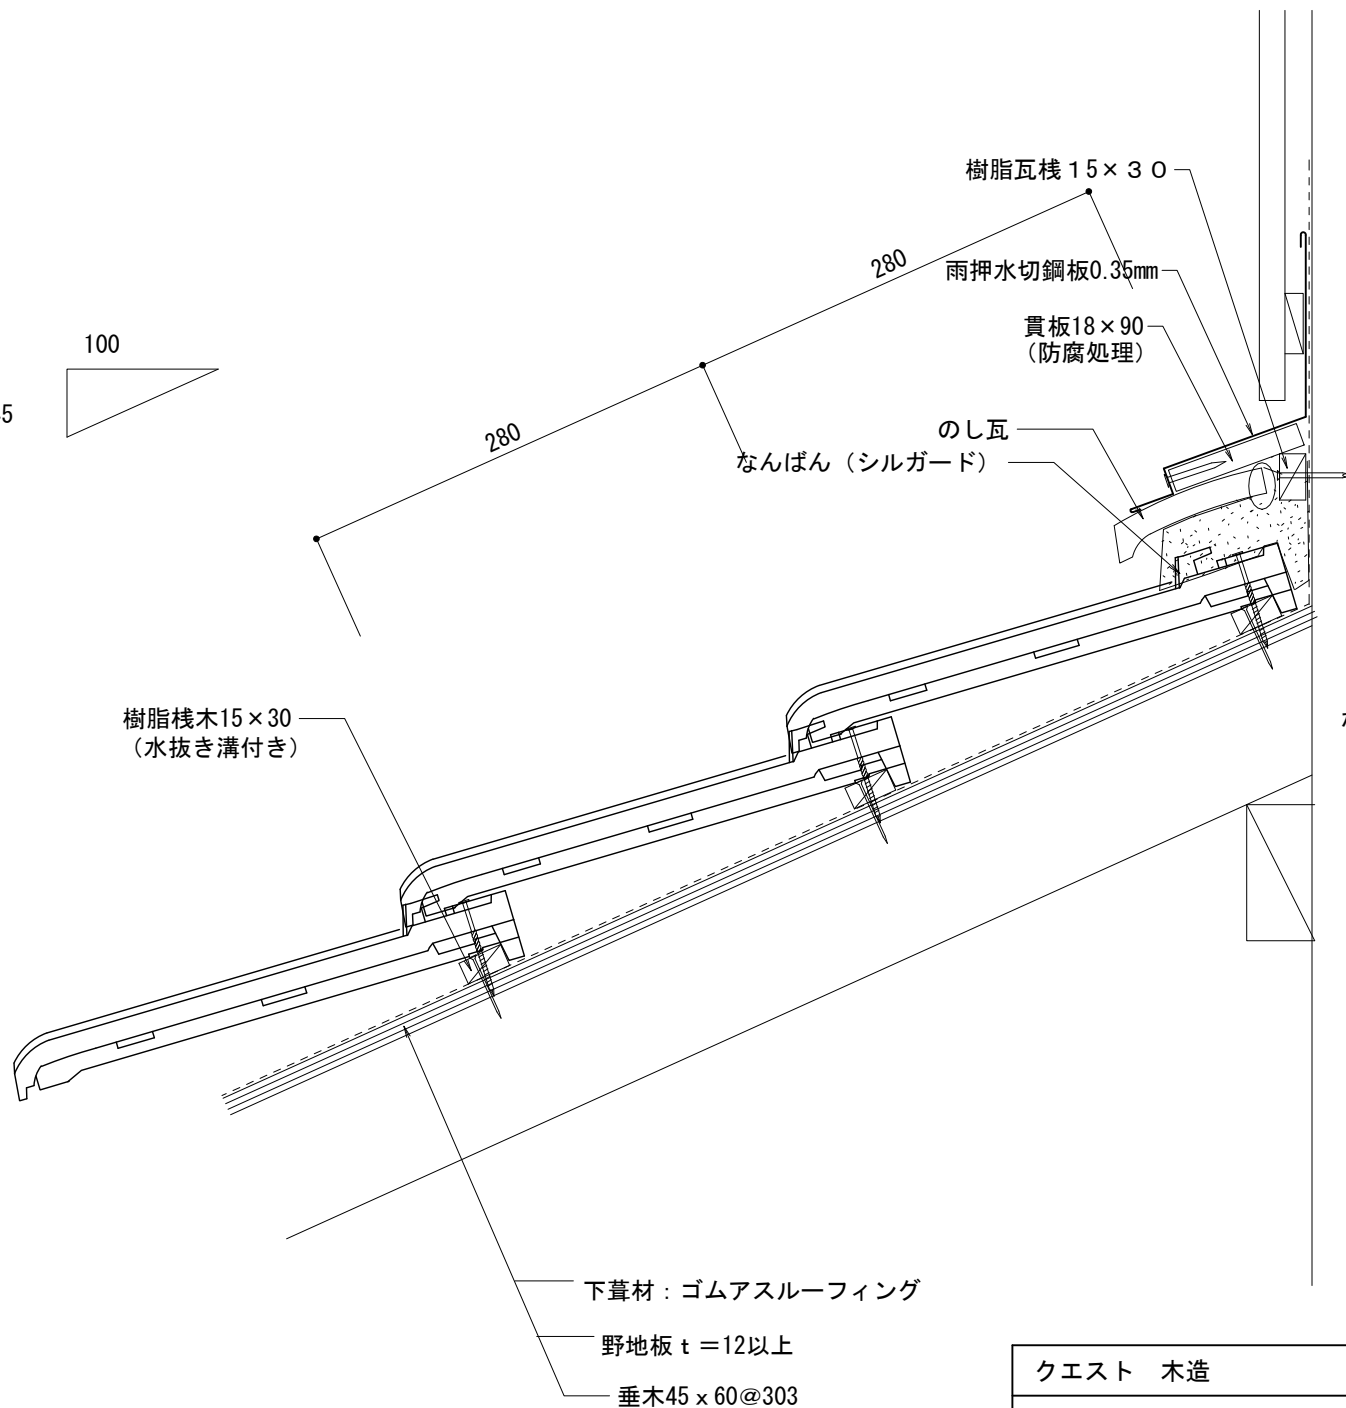 樹脂瓦桟１５×３０
280
雨押水切鋼板0.35mm
貫板18×90
（防腐処理）
100
5
280
のし瓦
なんばん（シルガード）
樹脂桟木15×30
（水抜き溝付き）
下葺材：ゴムアスルーフィング
野地板ｔ＝12以上
垂木45ｘ60@303
クエスト　木造